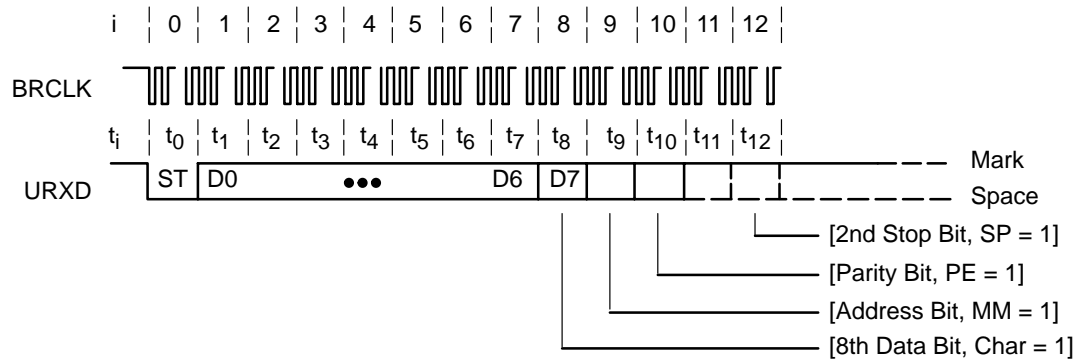 i 0 1 2 3 4 5 6 7 8 9 10 11 12
BRCLK
ti t0 t1 t2 t3 t4 t5 t6 t7 t8 t9 t10 t11 t12
Mark
URXD ST D0 ••• D6 D7
Space
[2nd Stop Bit, SP = 1]
[Parity Bit, PE = 1]
[Address Bit, MM = 1]
[8th Data Bit, Char = 1]